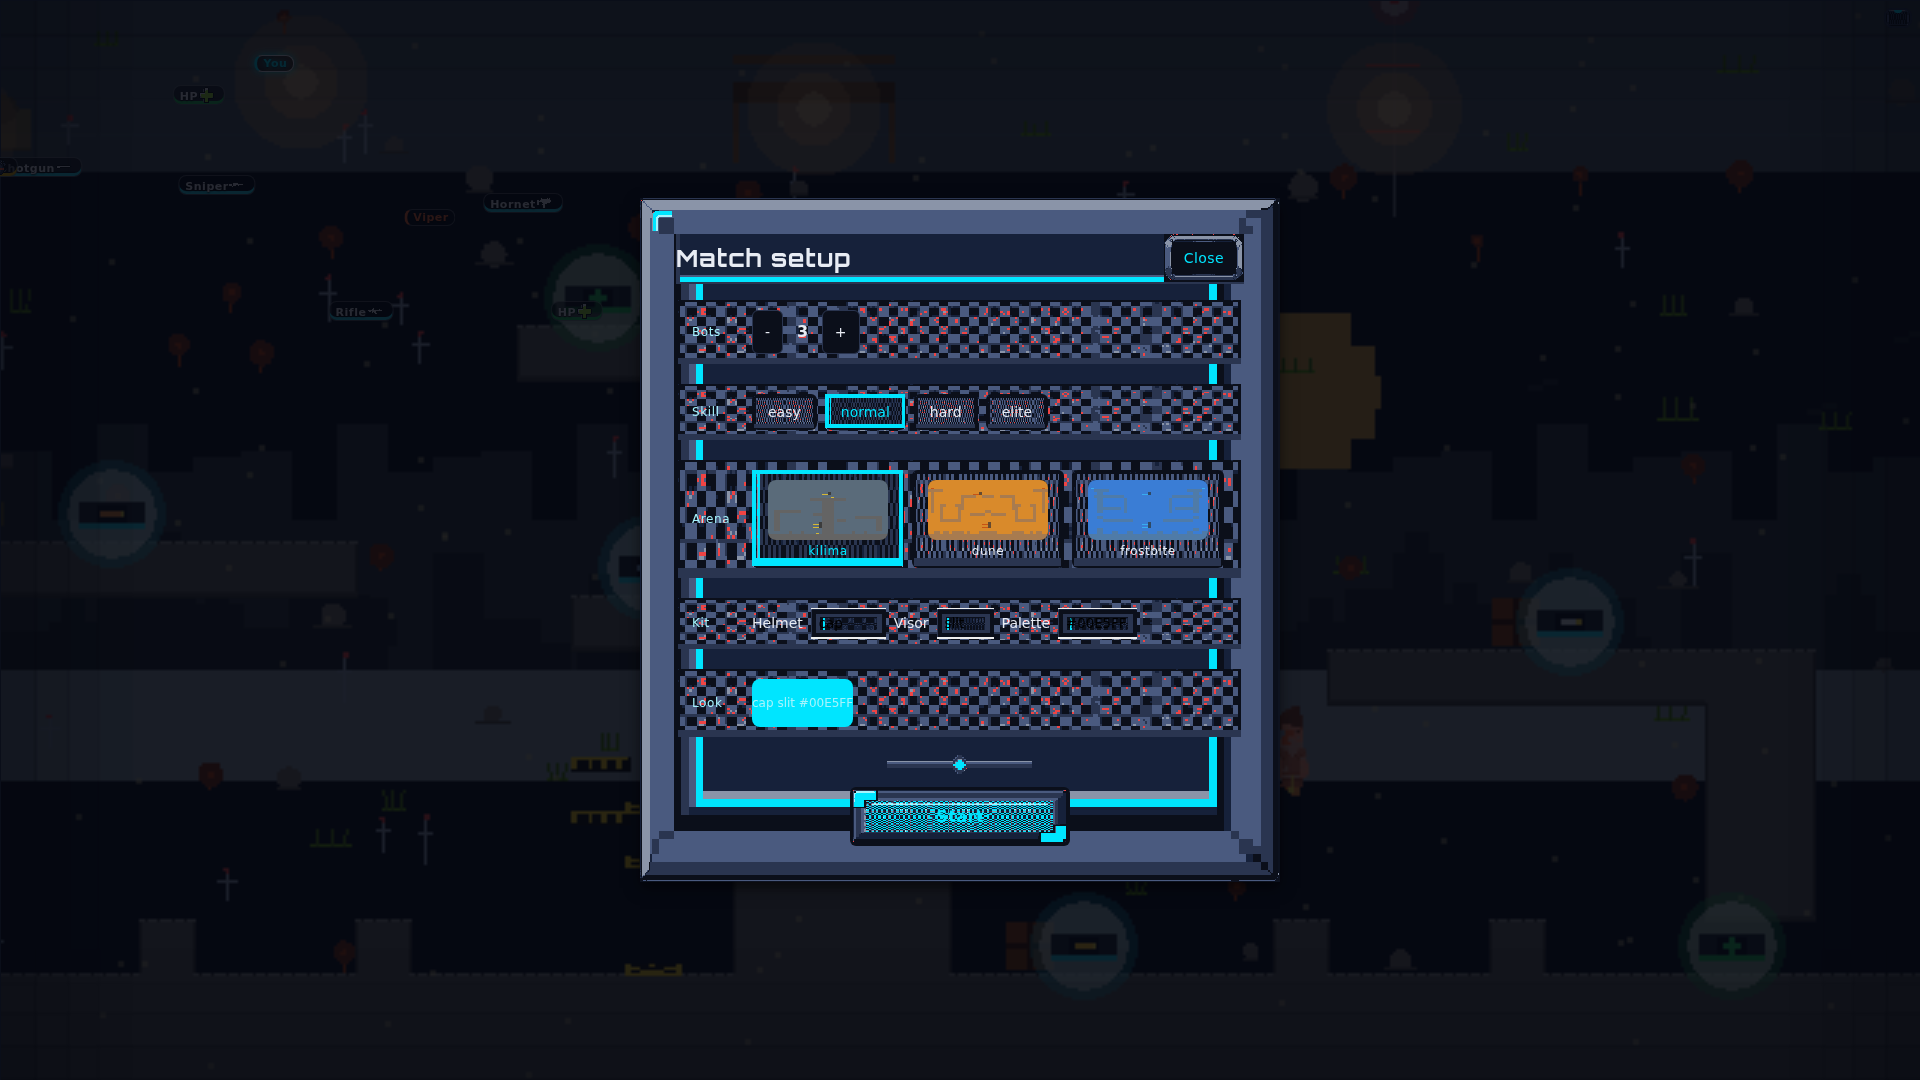 You
HP
otgun
Sniper
Hornet
Viper
Rifle
HP
Match setup
Close
Bots - 3 +
Skill easy normal hard elite
Arena
kilima dune frostbite
Kit Helmet Visor Palette
Look cap slit #00E5FF
Start